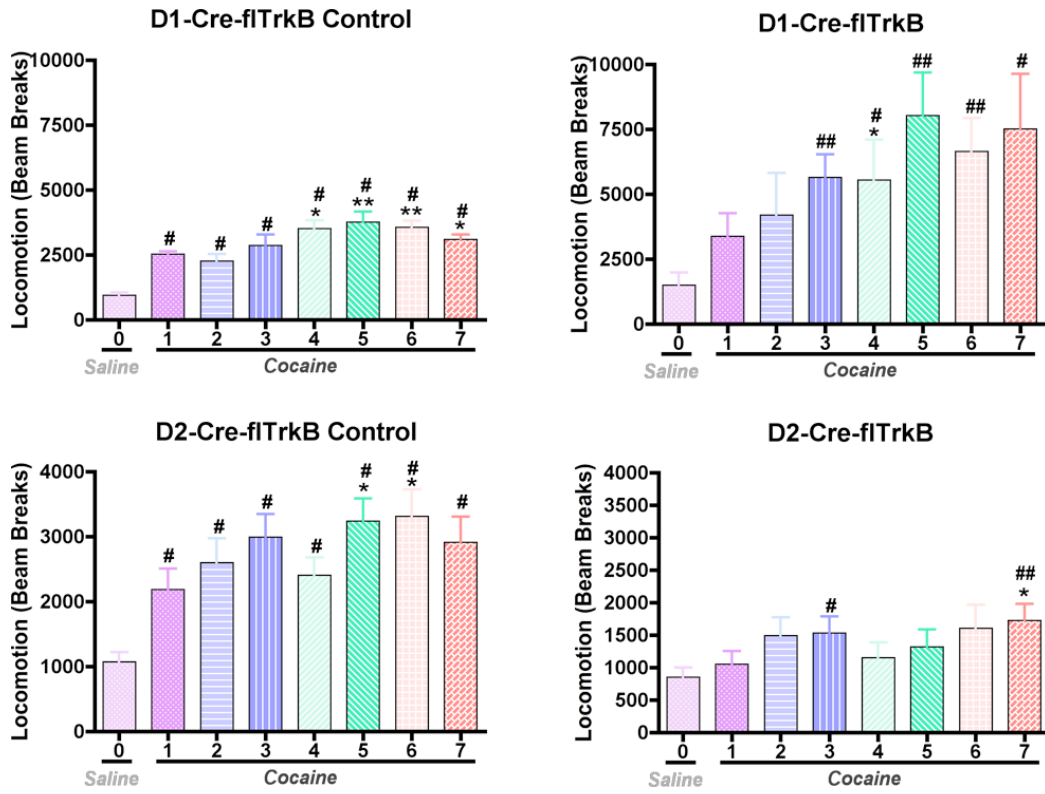 D1-Cre-flTrkB Control
Locomotion (Beam Breaks)
10000
7500
5000
2500
0
# # # # * # ** # ** # *
0 1 2 3 4 5 6 7
Saline Cocaine
D1-Cre-flTrkB
Locomotion (Beam Breaks)
10000
7500
5000
2500
0
## # * ## ## #
0 1 2 3 4 5 6 7
Saline Cocaine
D2-Cre-flTrkB Control
Locomotion (Beam Breaks)
4000
3000
2000
1000
0
# # # # # * # * #
0 1 2 3 4 5 6 7
Saline Cocaine
D2-Cre-flTrkB
Locomotion (Beam Breaks)
4000
3500
3000
2500
2000
1500
1000
500
0
# ## *
0 1 2 3 4 5 6 7
Saline Cocaine